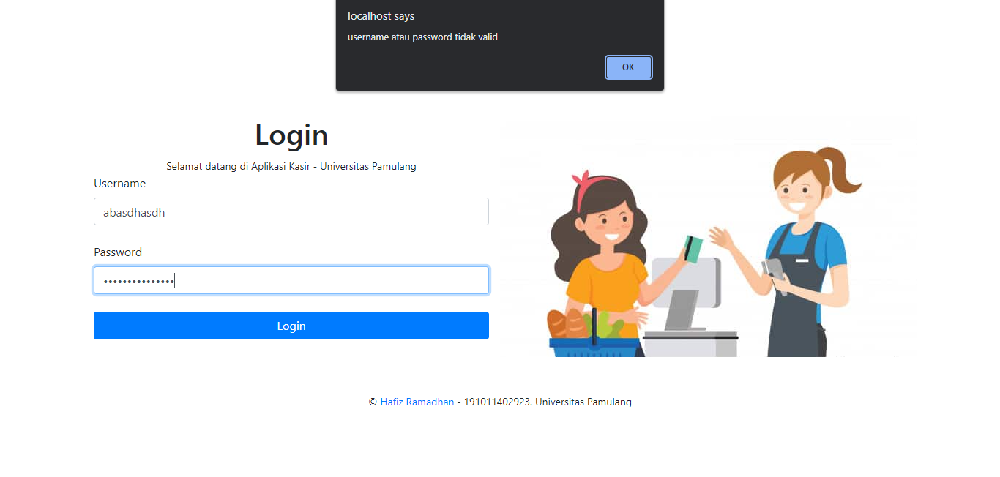 localhost says
username atau password tidak valid
OK
Login
Selamat datang di Aplikasi Kasir - Universitas Pamulang
Username
abasdhasdh
Password
•••••••••••••••
Login
© Hafiz Ramadhan - 191011402923. Universitas Pamulang